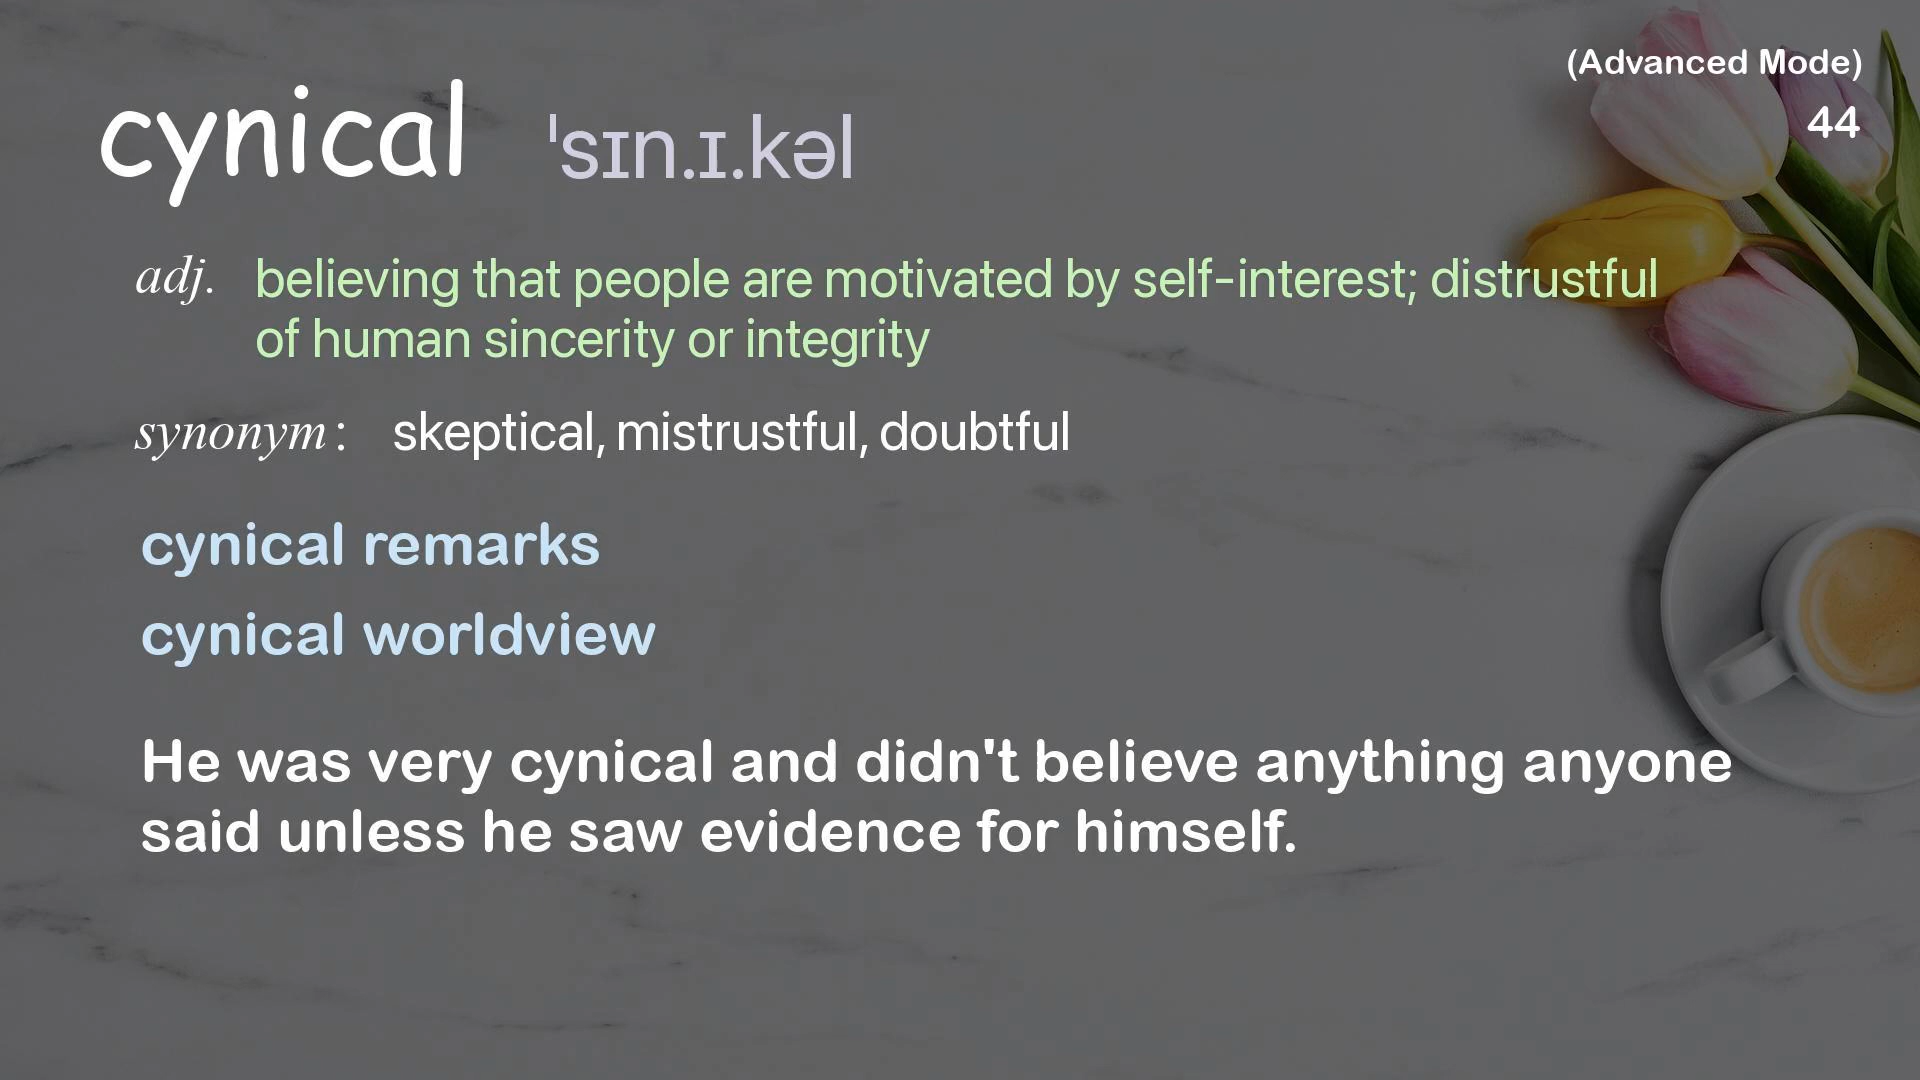 (Advanced Mode)
44
cynical ˈsɪn.ɪ.kəl
adj. believing that people are motivated by self-interest; distrustful
of human sincerity or integrity
synonym: skeptical, mistrustful, doubtful
cynical remarks
cynical worldview
He was very cynical and didn't believe anything anyone
said unless he saw evidence for himself.